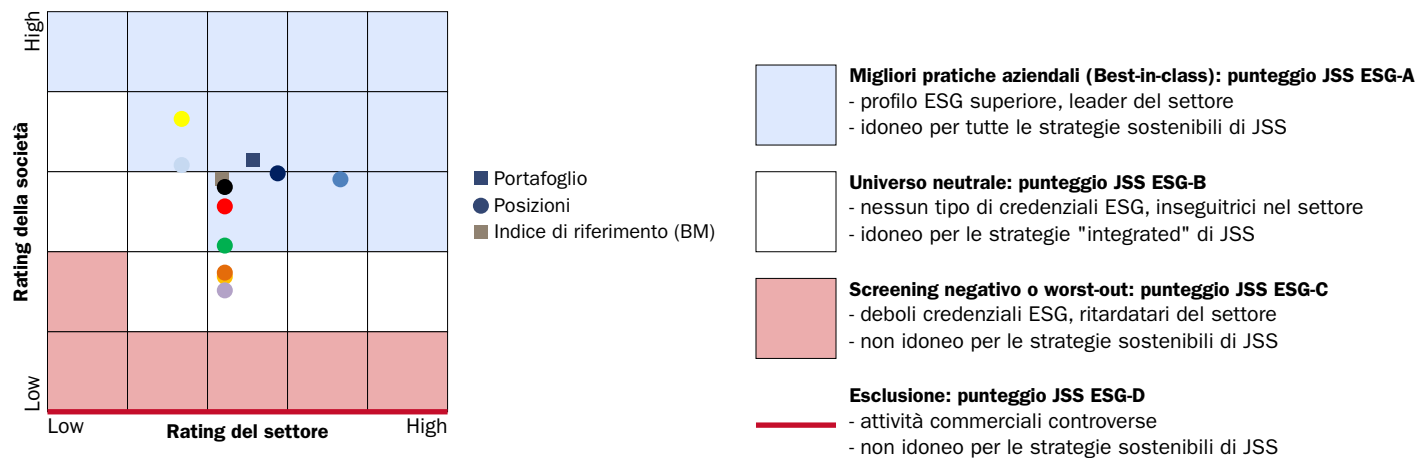 High
Rating della società
Low
Low
Rating del settore
High
Portafoglio
Posizioni
Indice di riferimento (BM)
Migliori pratiche aziendali (Best-in-class): punteggio JSS ESG-A
- profilo ESG superiore, leader del settore
- idoneo per tutte le strategie sostenibili di JSS
Universo neutrale: punteggio JSS ESG-B
- nessun tipo di credenziali ESG, inseguitrici nel settore
- idoneo per le strategie "integrated" di JSS
Screening negativo o worst-out: punteggio JSS ESG-C
- deboli credenziali ESG, ritardatari del settore
- non idoneo per le strategie sostenibili di JSS
Esclusione: punteggio JSS ESG-D
- attività commerciali controverse
- non idoneo per le strategie sostenibili di JSS